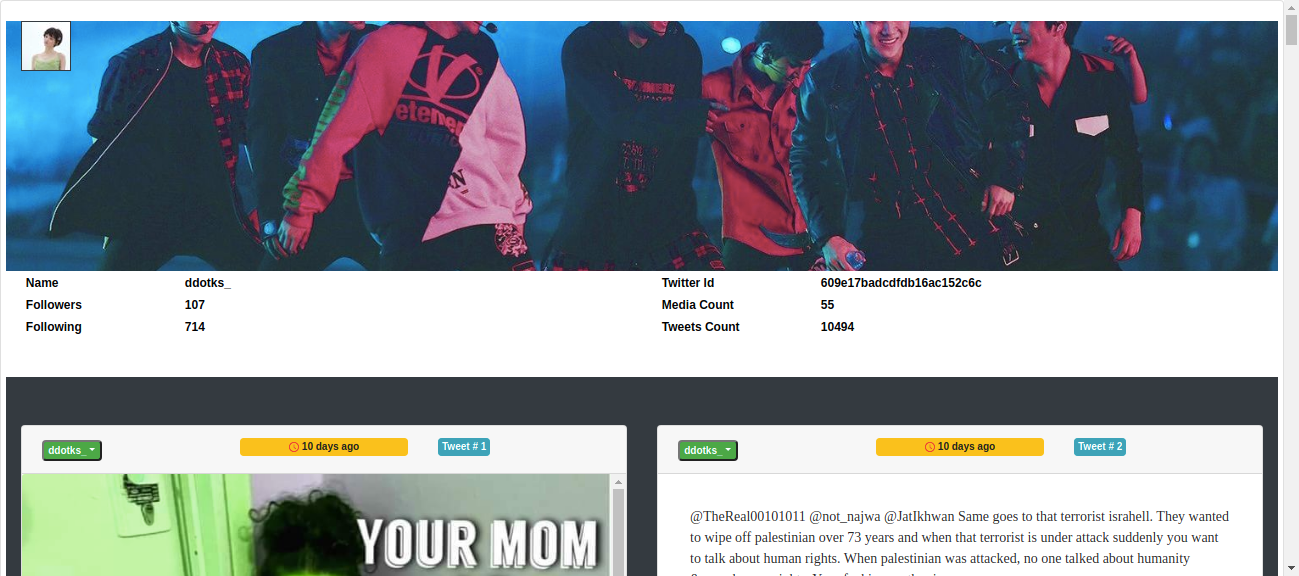 Name ddotks_ Twitter Id 609e17badcdfdb16ac152c6c
Followers 107 Media Count 55
Following 714 Tweets Count 10494
ddotks_ 10 days ago Tweet # 1
ddotks_ 10 days ago Tweet # 2
YOUR MOM
@TheReal00101011 @not_najwa @JatIkhwan Same goes to that terrorist israhell. They wanted
to wipe off palestinian over 73 years and when that terrorist is under attack suddenly you want
to talk about human rights. When palestinian was attacked, no one talked about humanity